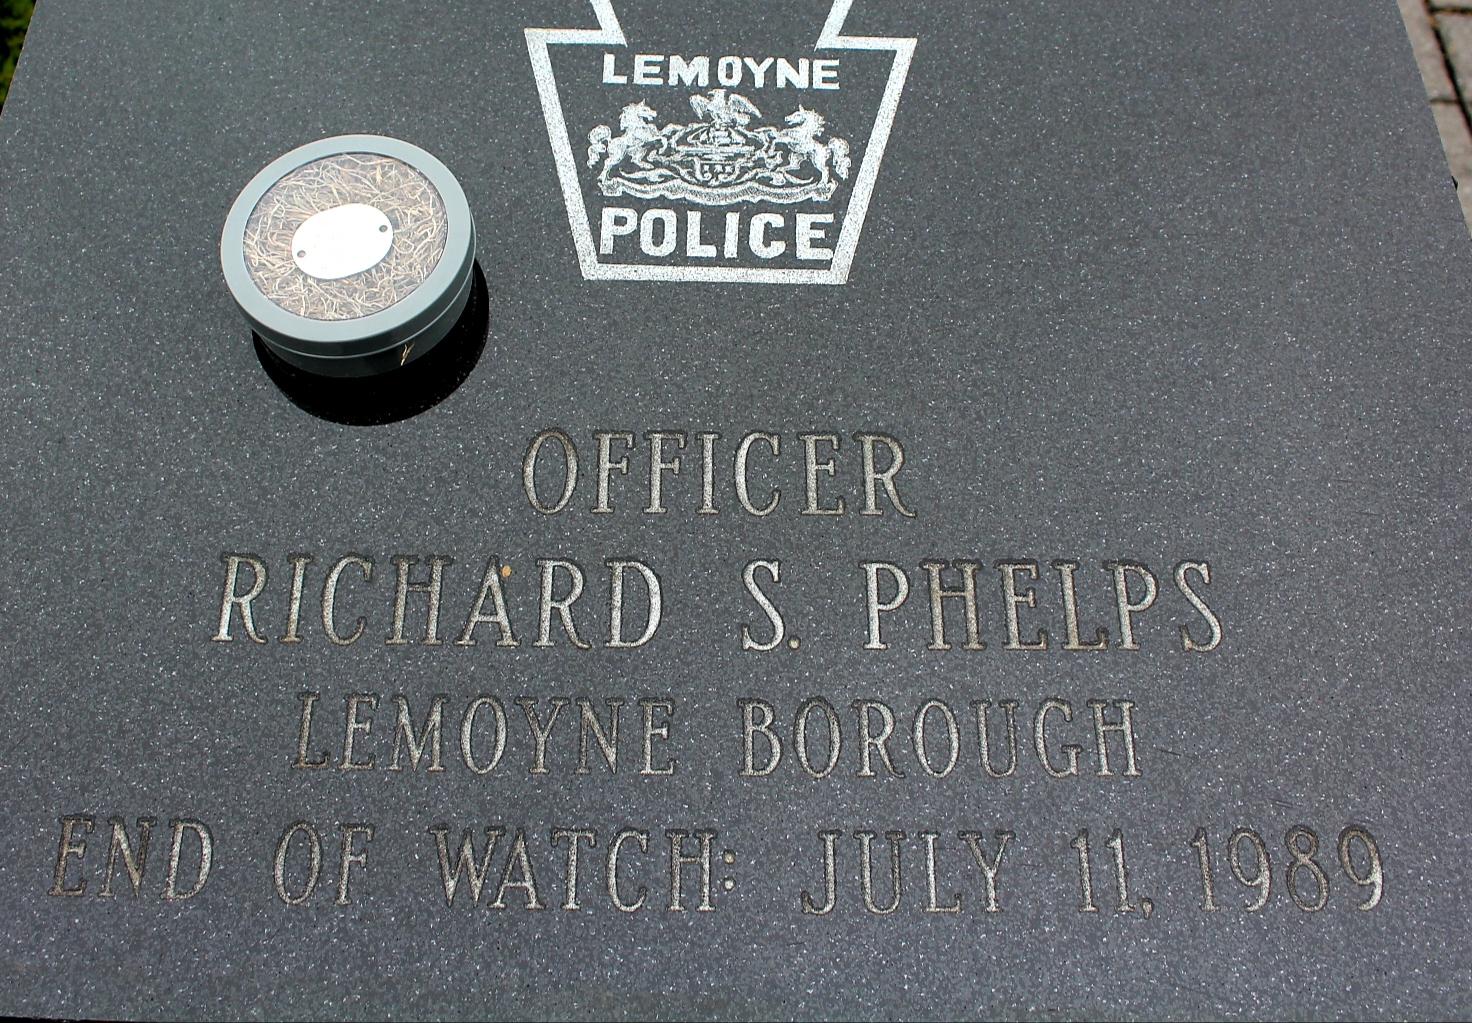 LEMOYNE
POLICE
OFFICER
RICHARD S. PHELPS
LEMOYNE BOROUGH
END OF WATCH: JULY 11, 1989